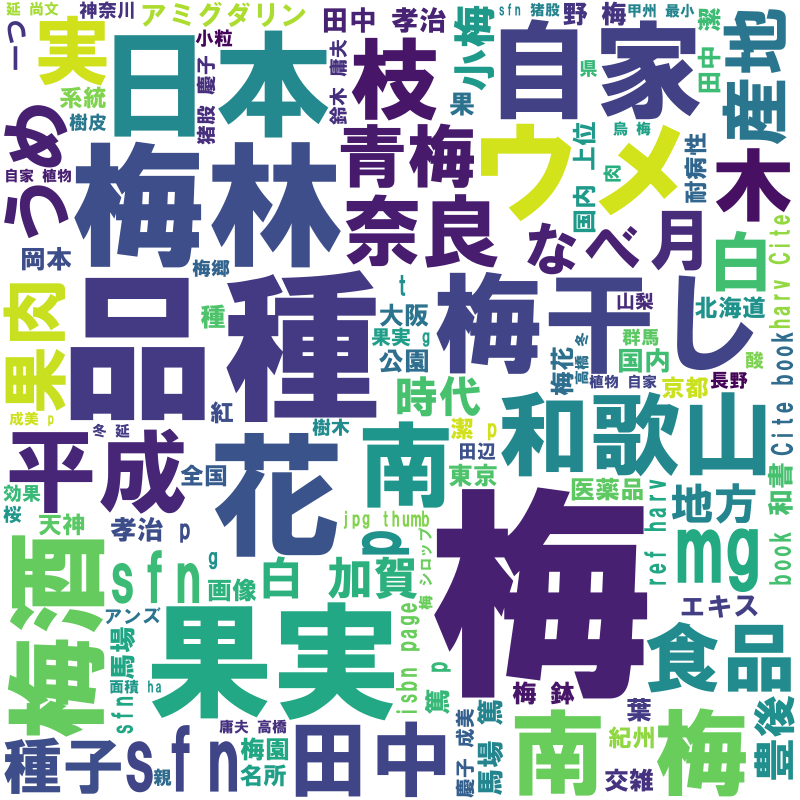 延 尚文
神奈川
アミグダリン
田中 孝治
小梅
sfn 猪股
野 梅
甲州 最小
田中 潔
産地
つ
一
実
日本
小粒
猪股 慶子
鈴木 庸夫
枝
果
自家
県
系統
樹皮
うめ
自家 植物
梅林
青梅
ウメ
国内 上位
烏 梅
肉
耐病性
木
奈良
なべ
月
白
岡本
梅郷
harv Cite
果肉
品種
種
t
大阪
果実 g
公園
梅干し
山梨
北海道
群馬
国内
酸
梅花
高橋 冬
植物 自家
京都
長野
成美 p
冬 延
紅
樹木
時代
潔 p
田辺
和歌山
Cite book
平成
全国
花
南
東京
効果
桜
天神
孝治 p
jpg thumb
p
医薬品
地方
ref harv
book 和書
梅酒
sfn
g
画像
白 加賀
梅 シロップ
梅
mg
エキス
アンズ
馬場
果実
isbn page
篤 p
食品
面積 ha
sfn
梅 鉢
葉
豊後
庸夫 高橋
慶子 成美
馬場 篤
南 梅
紀州
種子
sfn
親
梅園
名所
田中
交雑